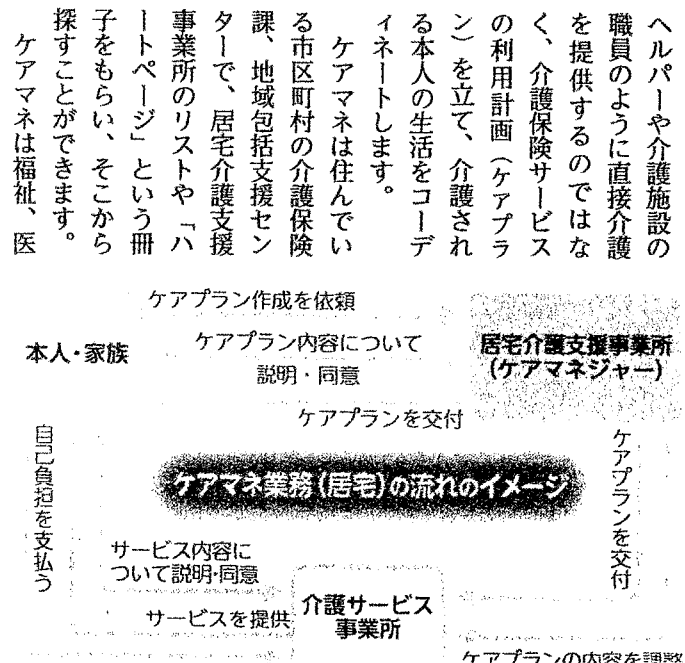 ヘルパーや介護施設の
職員のように直接介護
を提供するのではな
く、介護保険サービス
の利用計画（ケアプラ
ン）を立て、介護され
る本人の生活をコーデ
ィネートします。
ケアマネは住んでい
る市区町村の介護保険
課、地域包括支援セン
ターで、居宅介護支援
事業所のリストや「ハ
ートページ」という冊
子をもらい、そこから
探すことができます。
ケアマネは福祉、医
ケアプラン作成を依頼
本人・家族
ケアプラン内容について
説明・同意
居宅介護支援事業所
(ケアマネジャー)
ケアプランを交付
自己負担を支払う
ケアマネ業務(居宅)の流れのイメージ
ケアプランを交付
サービス内容に
ついて説明・同意
サービスを提供
介護サービス
事業所
ケアプランの内容を調整